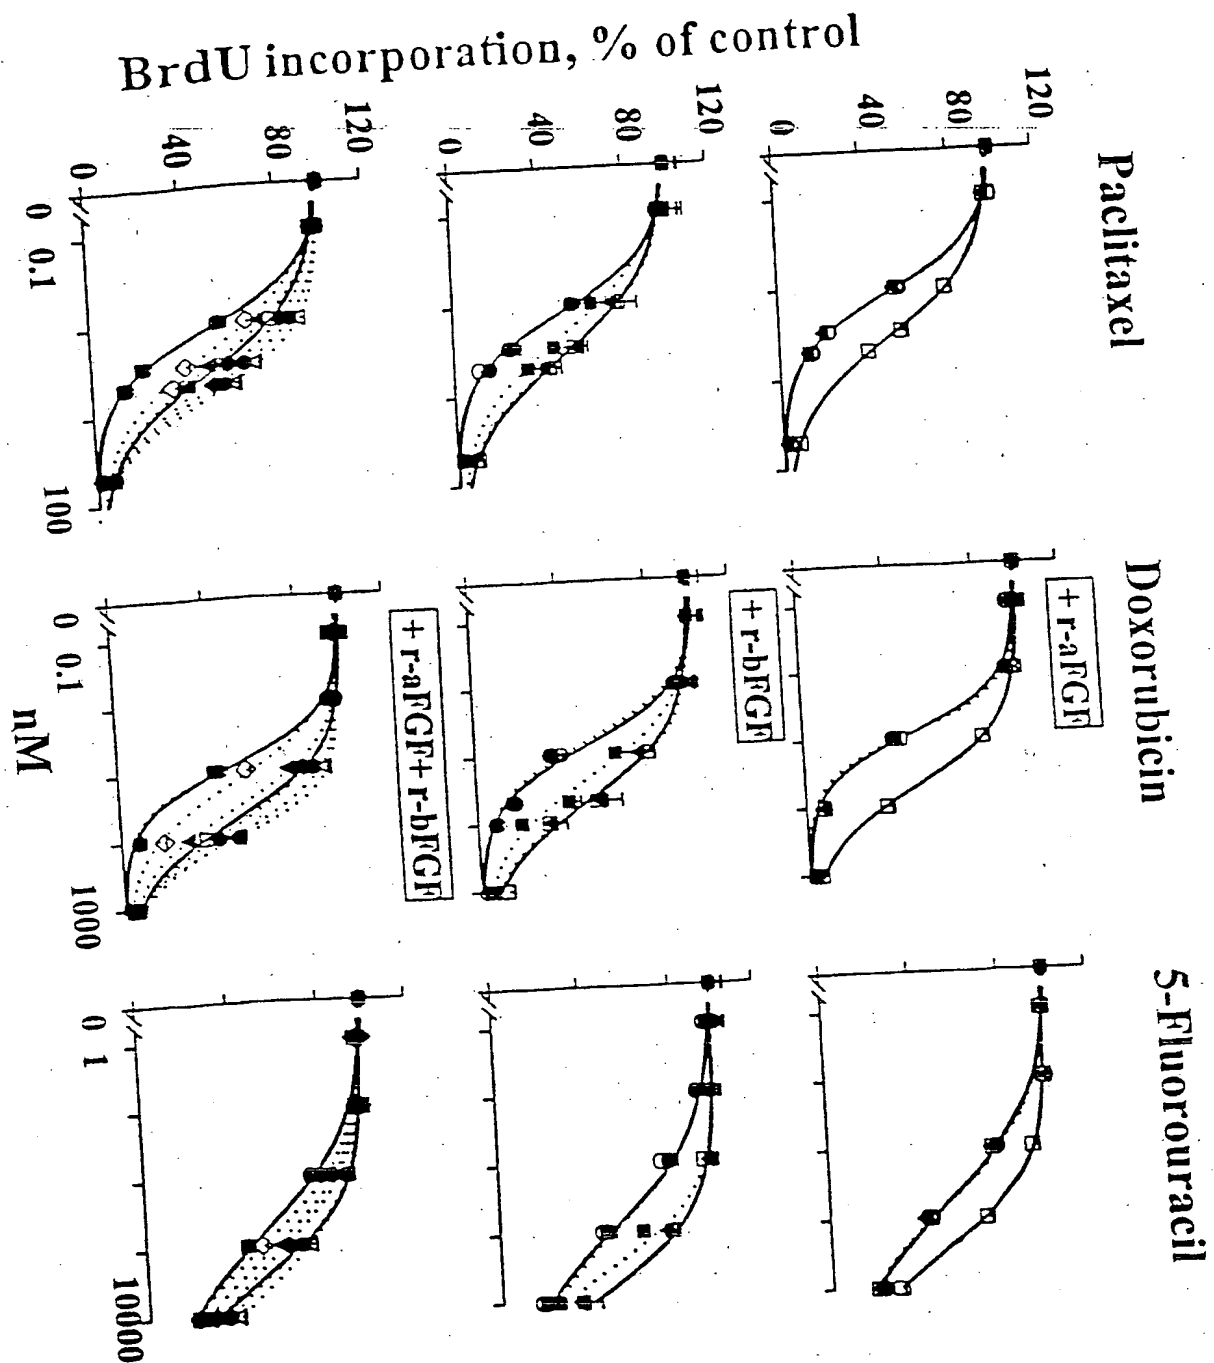 BrdU incorporation, % of control
Paclitaxel
Doxorubicin
5-Fluorouracil
120
80
40
0
+ r-aFGF
120
80
40
0
+ r-bFGF
120
80
40
0
+ r-aFGF+ r-bFGF
0 0.1 100
0 0.1 1000
0 1 10000
nM